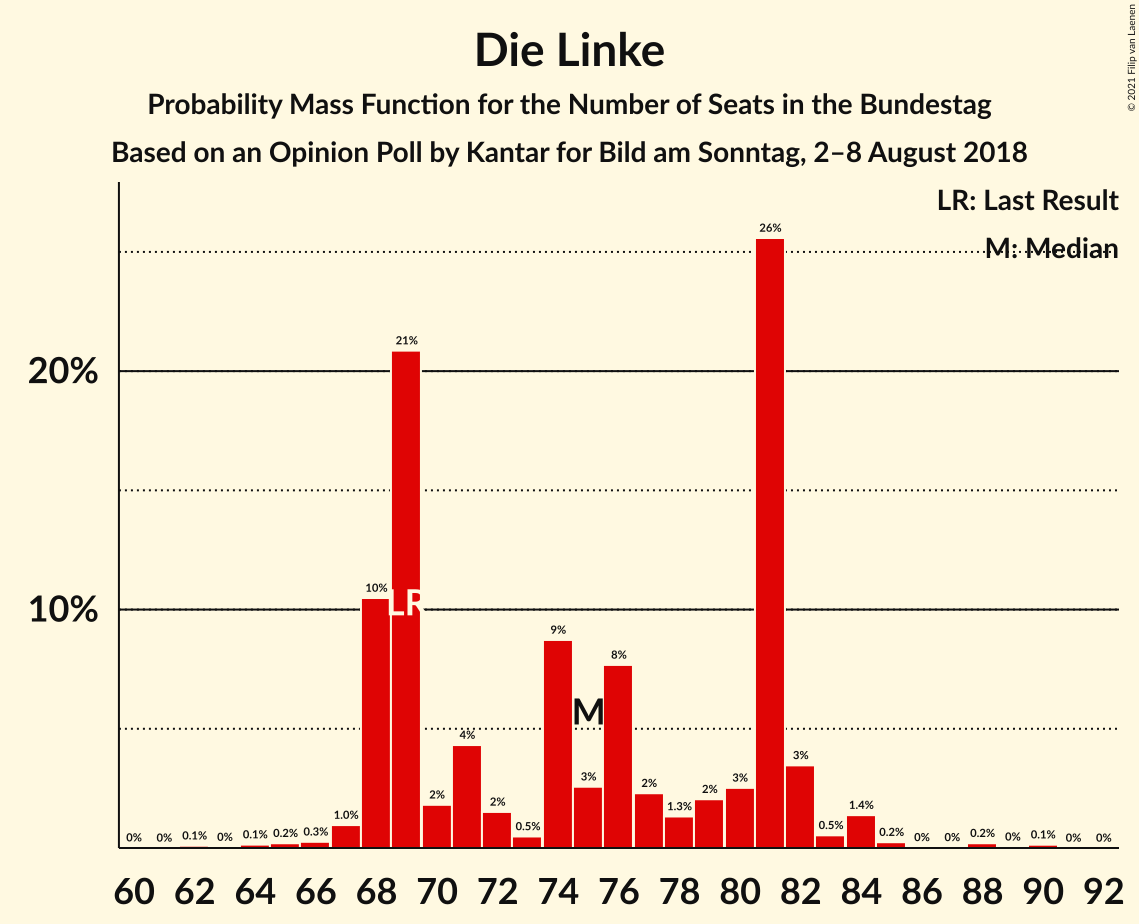 Die Linke
Probability Mass Function for the Number of Seats in the Bundestag
Based on an Opinion Poll by Kantar for Bild am Sonntag, 2–8 August 2018
© 2021 Filip van Laenen
LR: Last Result
M: Median
20%
10%
0% 0% 0.1% 0% 0.1% 0.2% 0.3% 1.0% 10% 21% 2% 4% 2% 0.5% 9% 3% 8% 2% 1.3% 2% 3% 26% 3% 0.5% 1.4% 0.2% 0% 0% 0.2% 0% 0.1% 0% 0%
LR
M
60 62 64 66 68 70 72 74 76 78 80 82 84 86 88 90 92